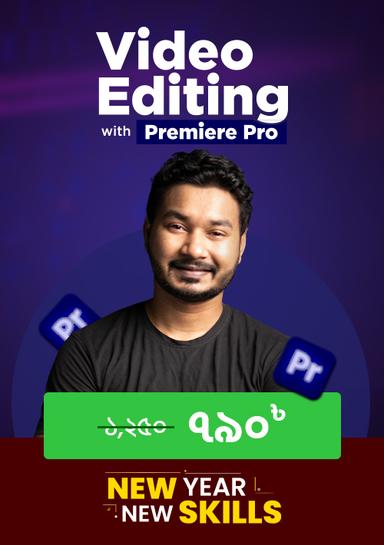 Video
Editing
with Premiere Pro
Pr
Pr
১,২৫০ ৭৯০৳
NEW YEAR
NEW SKILLS